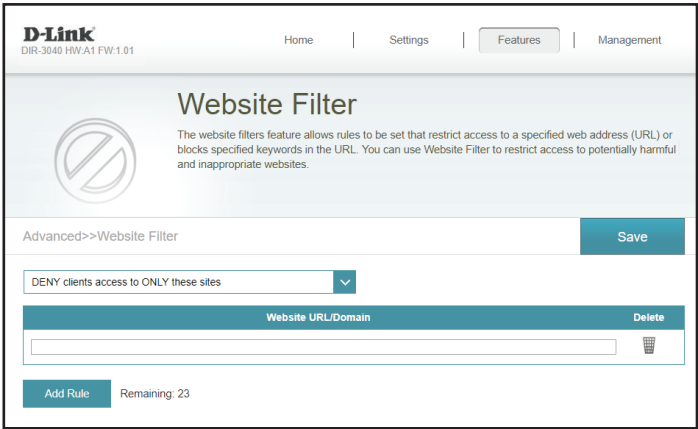 D-Link
DIR-3040 HW:A1 FW:1.01
Home Settings Features Management
Website Filter
The website filters feature allows rules to be set that restrict access to a specified web address (URL) or
blocks specified keywords in the URL. You can use Website Filter to restrict access to potentially harmful
and inappropriate websites.
Advanced>>Website Filter
Save
DENY clients access to ONLY these sites
Website URL/Domain Delete
Add Rule Remaining: 23